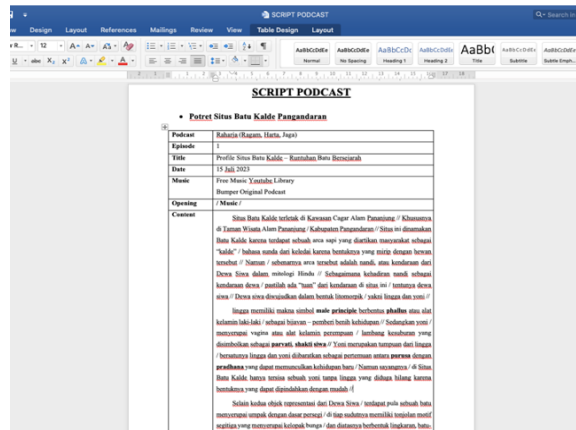 SCRIPT PODCAST
Search in
Design Layout References Mailings Review View Table Design Layout
12
AaBbCcDdEe AaBbCcDdEe AaBbCcDc AaBbCcDdEe AaBb( AaBbCcDdEe AaBbCcDdEe
Normal No Spacing Heading 1 Heading 2 Title Subtitle Subtle Emph...
SCRIPT PODCAST
• Potret Situs Batu Kalde Pangandaran
Podcast Raharja (Ragam, Harta, Jaga)
Episode 1
Title Profile Situs Batu Kalde – Runtuhan Batu Bersejarah
Date 15 Juli 2023
Music Free Music Youtube Library
Bumper Original Podcast
Opening / Music /
Content Situs Batu Kalde terletak di Kawasan Cagar Alam Pananjung // Khususnya
di Taman Wisata Alam Pananjung / Kabupaten Pangandaran // Situs ini dinamakan
Batu Kalde karena terdapat sebuah arca sapi yang diartikan masyarakat sebagai
"kalde" / bahasa sunda dari keledai karena bentuknya yang mirip dengan hewan
tersebut // Namun / sebenarnya arca tersebut adalah nandi, atau kendaraan dari
Dewa Siwa dalam mitologi Hindu // Sebagaimana kehadiran nandi sebagai
kendaraan dewa / pastilah ada "tuan" dari kendaraan di situs ini / tentunya dewa
siwa // Dewa siwa diwujudkan dalam bentuk linomorpik / yakni lingga dan yoni //
lingga memiliki makna simbol male principle berbentuk phallus atau alat
kelamin laki-laki / sebagai bijavan – pemberi benih kehidupan // Sedangkan yoni /
menyerupai vagina atau alat kelamin perempuan / lambang kesuburan yang
disimbolkan sebagai parvati, shakti siwa // Yoni merupakan tumpuan dari lingga
/ bersatunya lingga dan yoni diibaratkan sebagai pertemuan antara purusa dengan
pradhana yang dapat memunculkan kehidupan baru / Namun sayangnya / di Situs
Batu Kalde hanya tersisa sebuah yoni tanpa lingga yang diduga hilang karena
bentuknya yang dapat dipindahkan dengan mudah //
Selain kedua objek representasi dari Dewa Siwa / terdapat pula sebuah batu
menyerupai umpak dengan dasar persegi / di tiap sudutnya memiliki tonjolan motif
segitiga yang menyerupai kelopak bunga / dan diatasnya berbentuk lingkaran, batu-